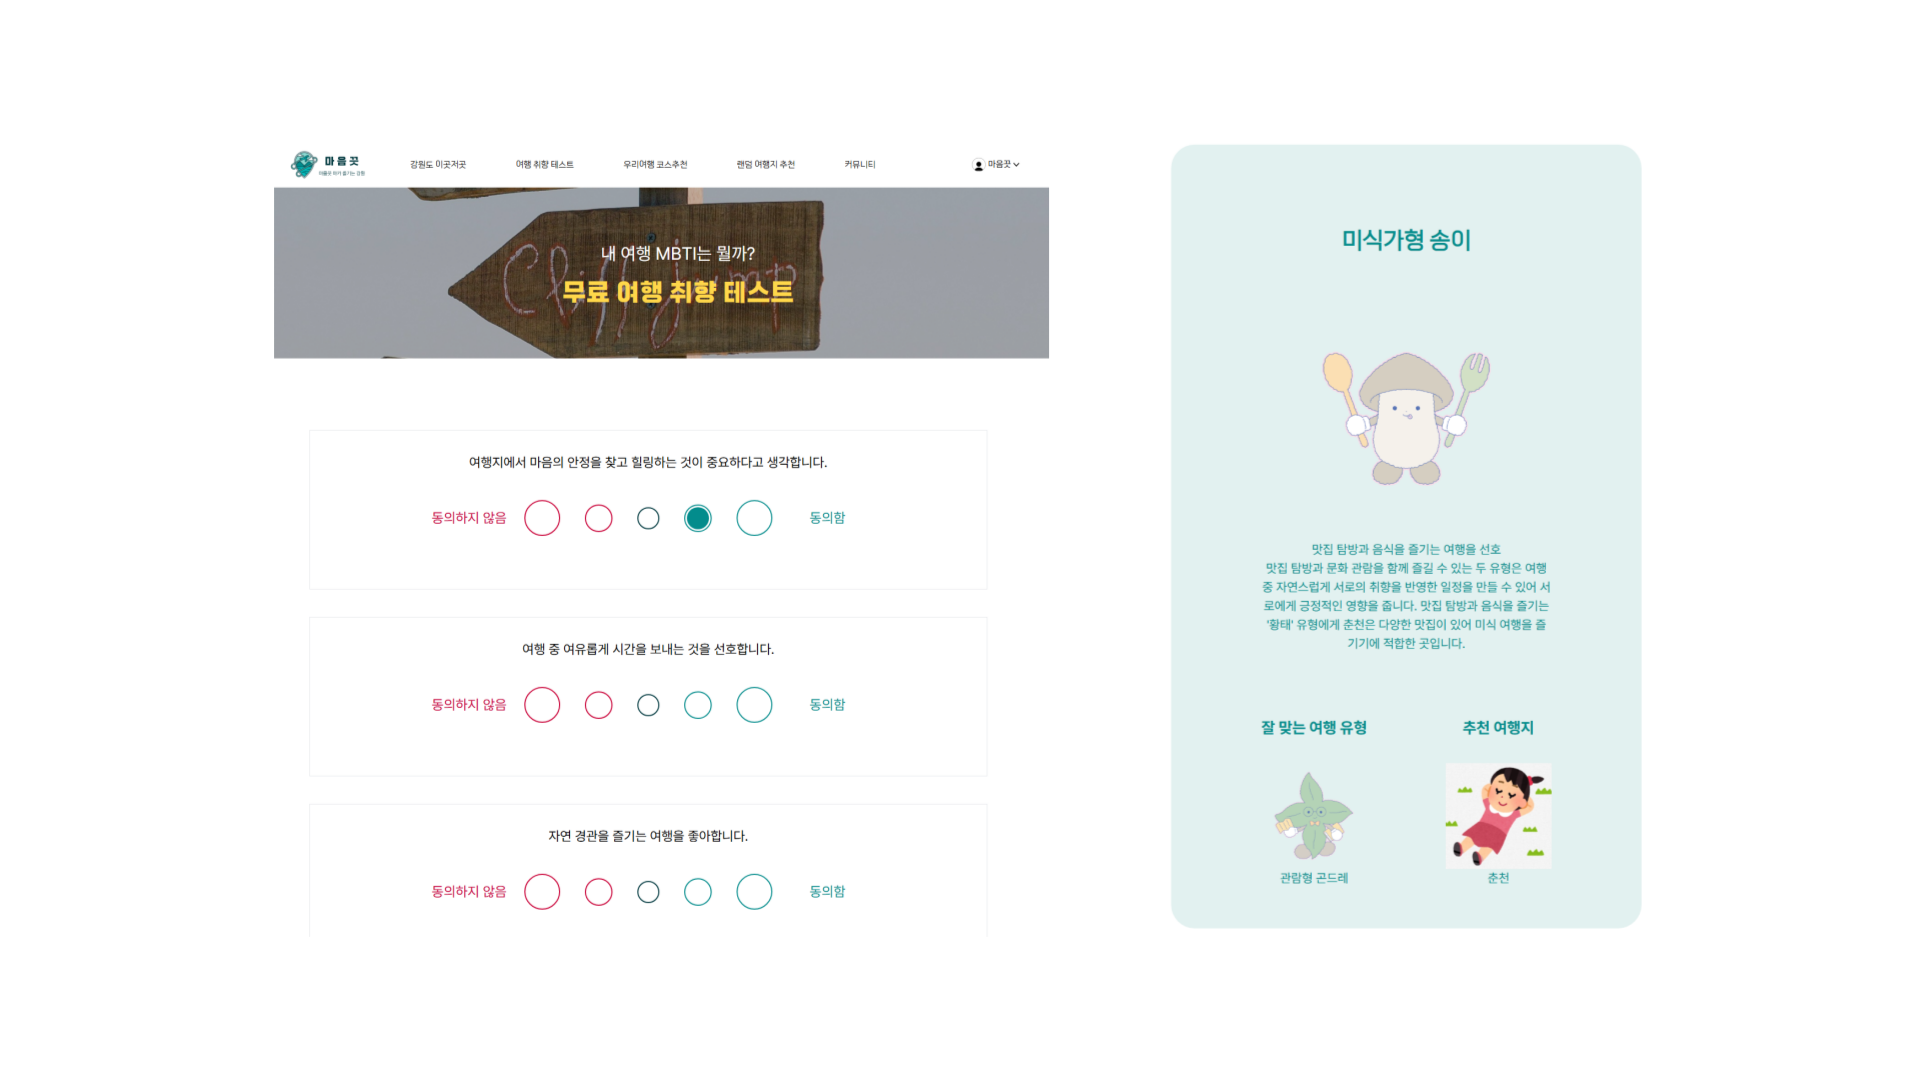 마음끗
마음끗 마카 즐기는 강원
강원도 이곳저곳
여행 취향 테스트
우리여행 코스추천
랜덤 여행지 추천
커뮤니티
마음끗
내 여행 MBTI는 뭘까?
무료 여행 취향 테스트
Cliff jump
여행지에서 마음의 안정을 찾고 힐링하는 것이 중요하다고 생각합니다.
동의하지 않음 동의함
여행 중 여유롭게 시간을 보내는 것을 선호합니다.
동의하지 않음 동의함
자연 경관을 즐기는 여행을 좋아합니다.
동의하지 않음 동의함
미식가형 송이
맛집 탐방과 음식을 즐기는 여행을 선호
맛집 탐방과 문화 관람을 함께 즐길 수 있는 두 유형은 여행
중 자연스럽게 서로의 취향을 반영한 일정을 만들 수 있어 서
로에게 긍정적인 영향을 줍니다. 맛집 탐방과 음식을 즐기는
'황태' 유형에게 춘천은 다양한 맛집이 있어 미식 여행을 즐
기기에 적합한 곳입니다.
잘 맞는 여행 유형
추천 여행지
관람형 곤드레
춘천